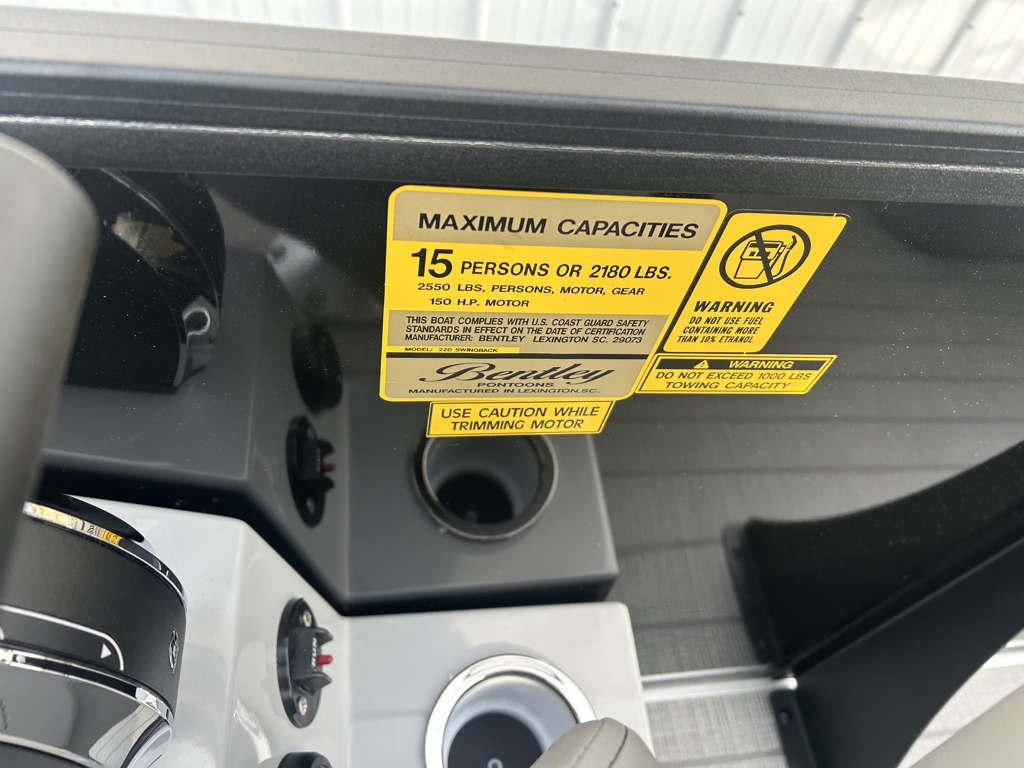 MAXIMUM CAPACITIES
15 PERSONS OR 2180 LBS.
2550 LBS, PERSONS, MOTOR, GEAR
150 H.P. MOTOR
THIS BOAT COMPLIES WITH U.S. COAST GUARD SAFETY
STANDARDS IN EFFECT ON THE DATE OF CERTIFICATION
MANUFACTURER: BENTLEY LEXINGTON SC. 29073
MODEL: 220 SWINGBACK
Bentley
PONTOONS
MANUFACTURED IN LEXINGTON,SC.
USE CAUTION WHILE
TRIMMING MOTOR
WARNING
DO NOT USE FUEL
CONTAINING MORE
THAN 10% ETHANOL.
WARNING
DO NOT EXCEED 1000 LBS
TOWING CAPACITY